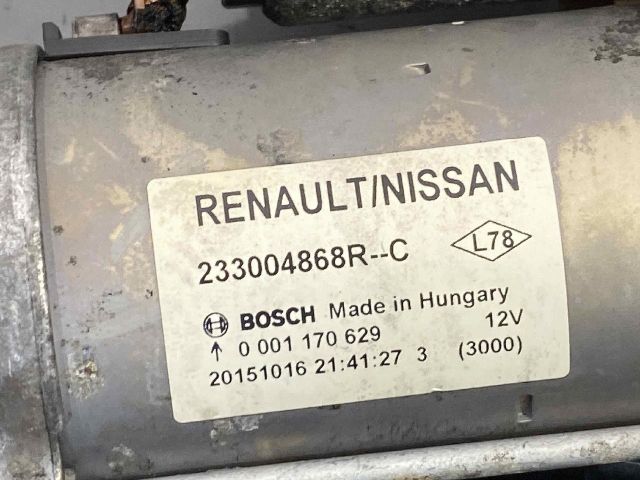 RENAULT/NISSAN
233004868R--C L78
BOSCH Made in Hungary
↑ 0 001 170 629 12V
20151016 21:41:27 3 (3000)